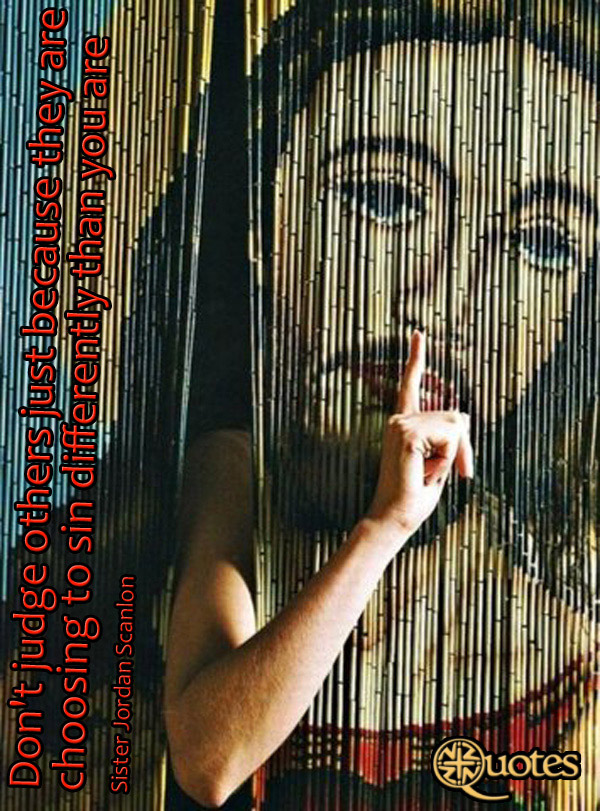 Don't judge others just because they are
choosing to sin differently than you are
Sister Jordan Scanlon
Quotes